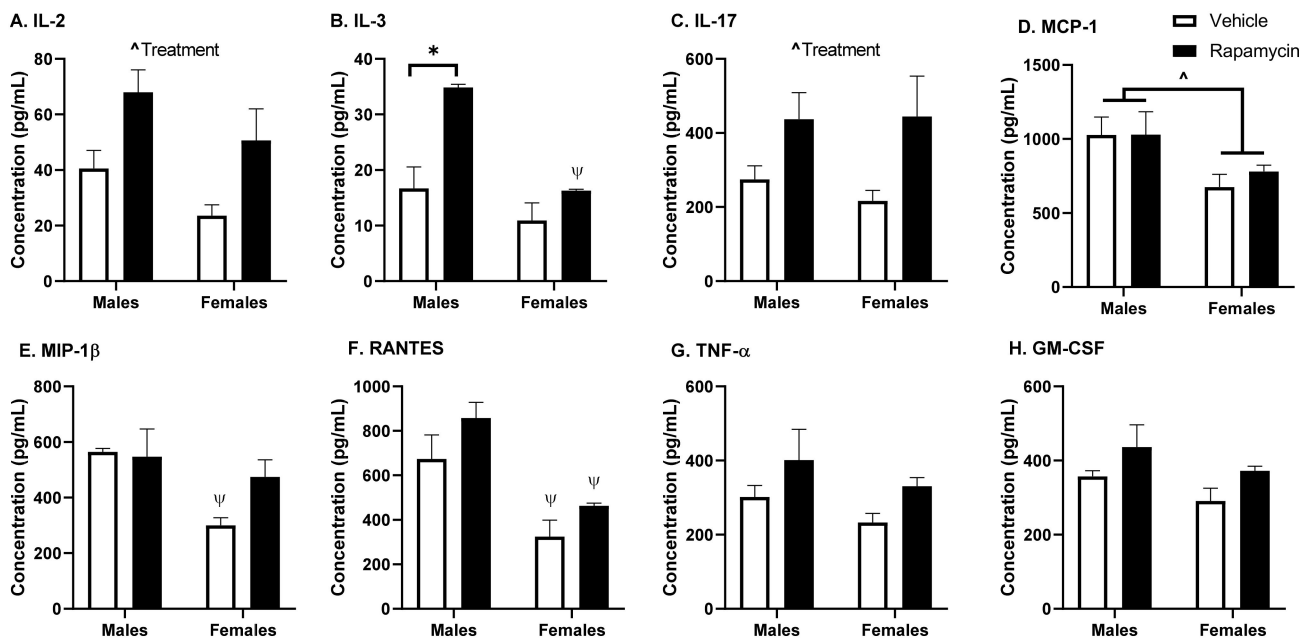 A. IL-2
^Treatment
Concentration (pg/mL)
80
60
40
20
0
Males Females
B. IL-3
*
Concentration (pg/mL)
40
30
20
10
0
ψ
Males Females
C. IL-17
^Treatment
Concentration (pg/mL)
600
400
200
0
Males Females
Vehicle
Rapamycin
D. MCP-1
^
Concentration (pg/mL)
1500
1000
500
0
Males Females
E. MIP-1β
Concentration (pg/mL)
800
600
400
200
0
ψ
Males Females
F. RANTES
Concentration (pg/mL)
1000
800
600
400
200
0
ψ ψ
Males Females
G. TNF-α
Concentration (pg/mL)
600
400
200
0
Males Females
H. GM-CSF
Concentration (pg/mL)
600
400
200
0
Males Females